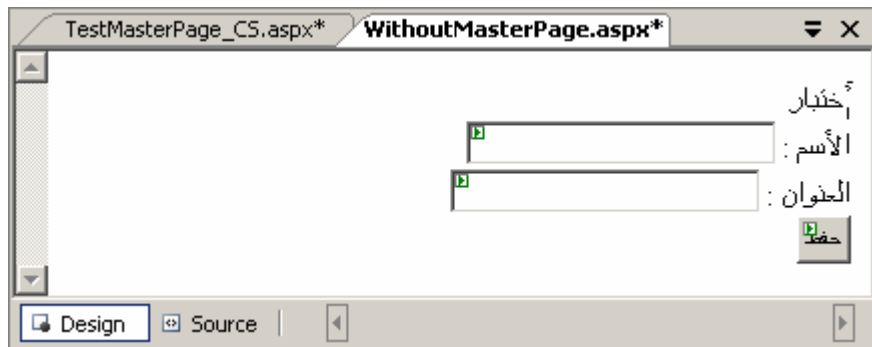 TestMasterPage_CS.aspx* WithoutMasterPage.aspx*
أختبار
الأسم :
العنوان :
حفظ
Design Source